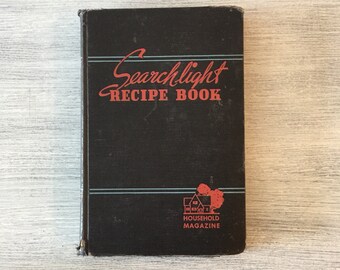 Searchlight
RECIPE BOOK
HOUSEHOLD
MAGAZINE